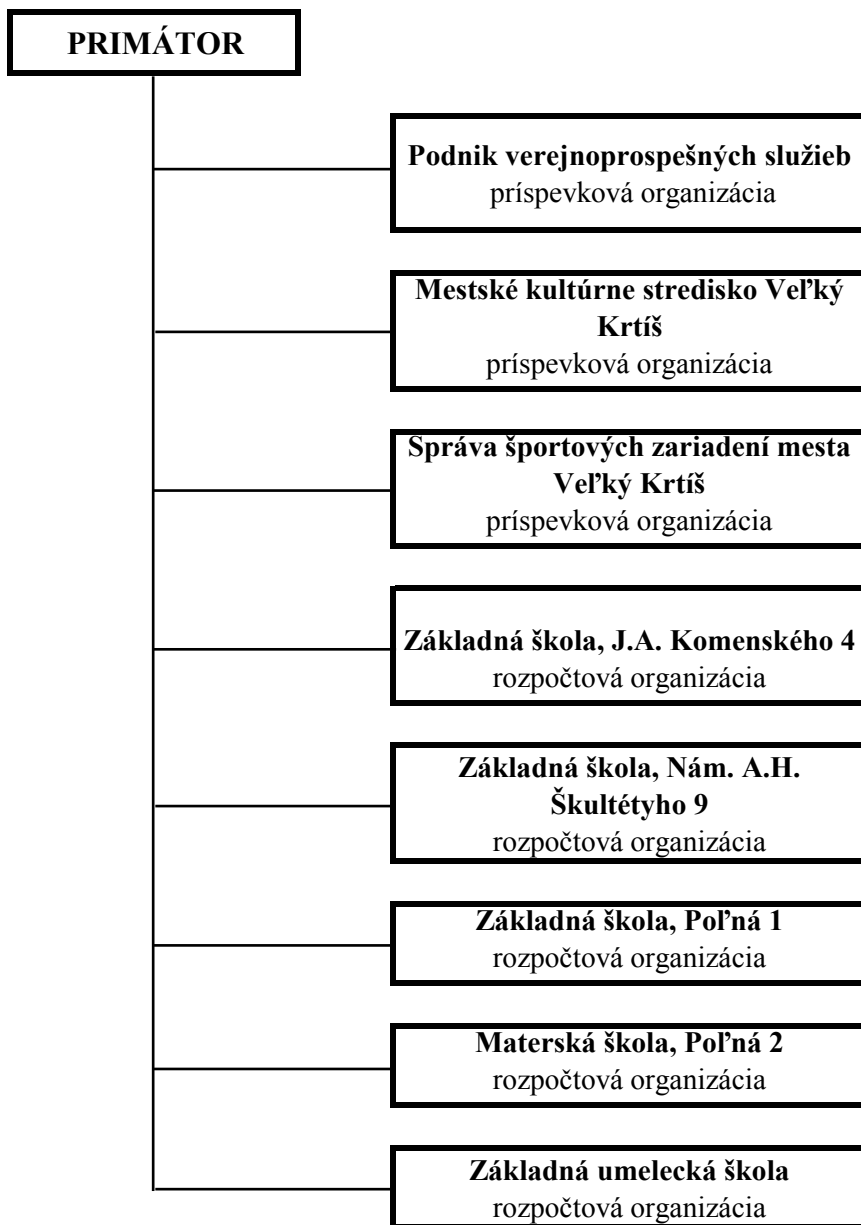 PRIMÁTOR
Podnik verejnoprospešných služieb
príspevková organizácia
Mestské kultúrne stredisko Veľký
Krtíš
príspevková organizácia
Správa športových zariadení mesta
Veľký Krtíš
príspevková organizácia
Základná škola, J.A. Komenského 4
rozpočtová organizácia
Základná škola, Nám. A.H.
Škultétyho 9
rozpočtová organizácia
Základná škola, Poľná 1
rozpočtová organizácia
Materská škola, Poľná 2
rozpočtová organizácia
Základná umelecká škola
rozpočtová organizácia